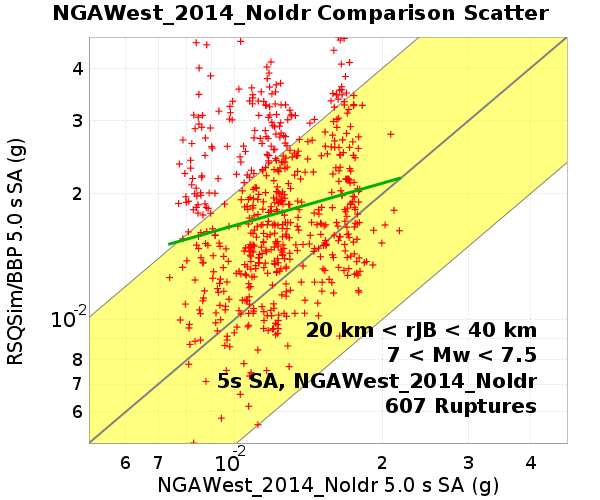 NGAWest_2014_NoIdr Comparison Scatter
RSQSim/BBP 5.0 s SA (g)
4
3
2
10-2
8
7
6
20 km < rJB < 40 km
7 < Mw < 7.5
5s SA, NGAWest_2014_NoIdr
607 Ruptures
6 7 10-2 2 3 4
NGAWest_2014_NoIdr 5.0 s SA (g)